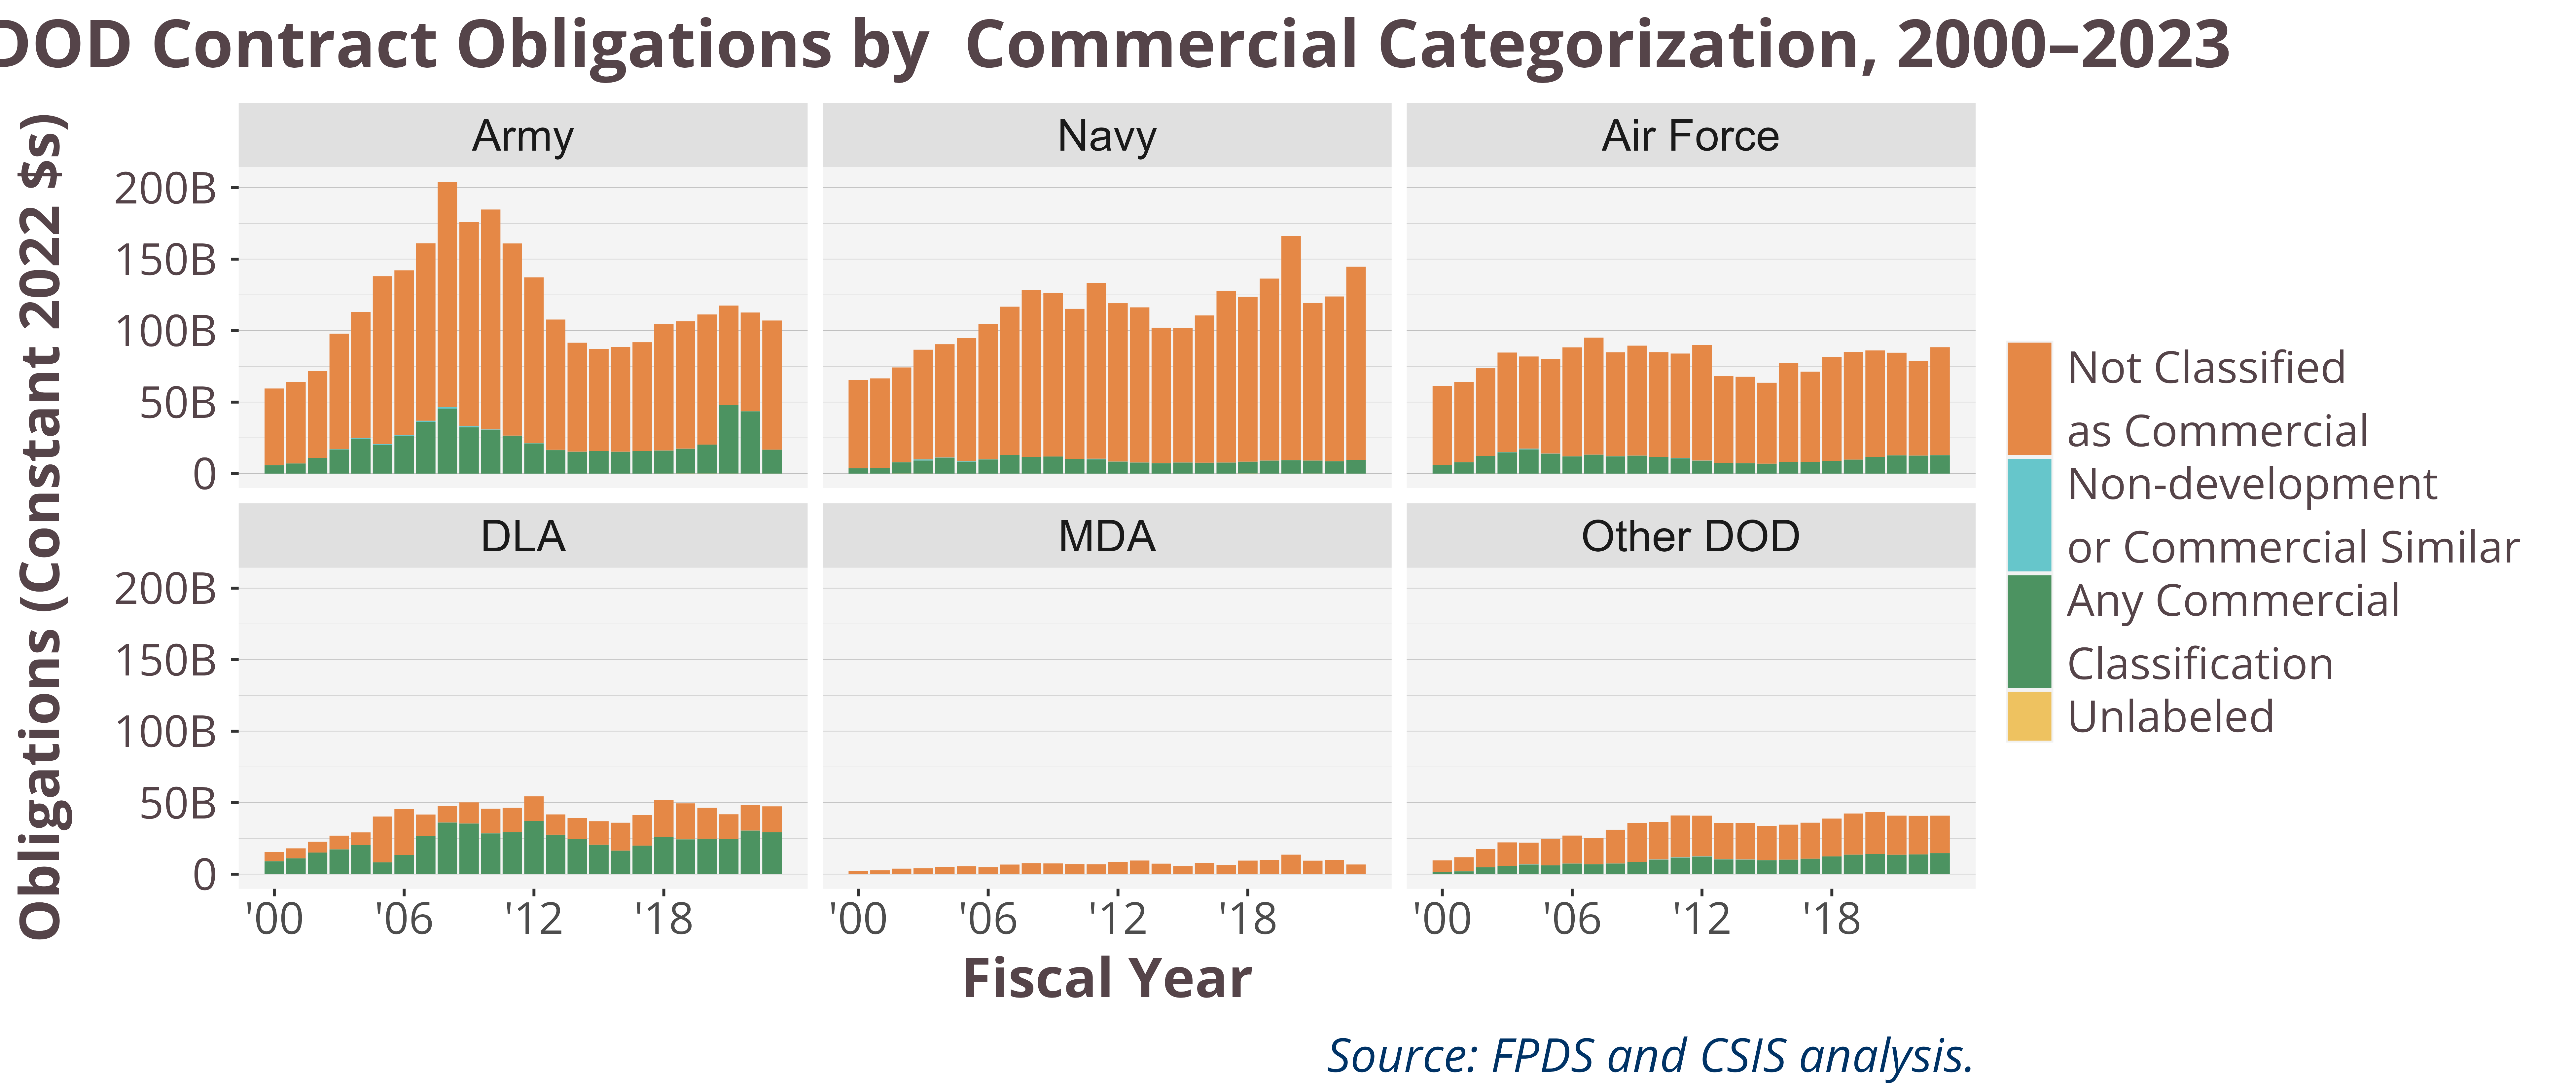 DOD Contract Obligations by  Commercial Categorization, 2000–2023
Obligations (Constant 2022 $s)
Army
Navy
Air Force
200B
150B
100B
50B
0
DLA
MDA
Other DOD
200B
150B
100B
50B
0
'00 '06 '12 '18
'00 '06 '12 '18
'00 '06 '12 '18
Fiscal Year
Not Classified
as Commercial
Non-development
or Commercial Similar
Any Commercial
Classification
Unlabeled
Source: FPDS and CSIS analysis.